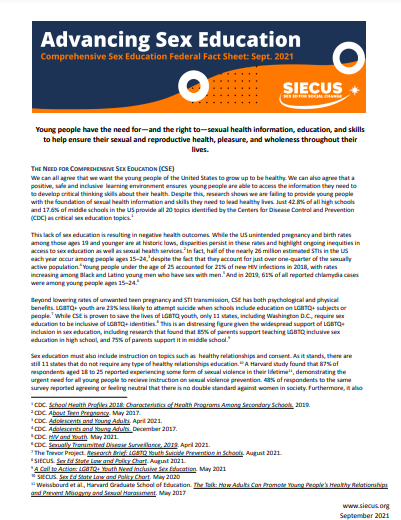 Advancing Sex Education
Comprehensive Sex Education Federal Fact Sheet: Sept. 2021
SIECUS
SEX ED FOR SOCIAL CHANGE
Young people have the need for—and the right to—sexual health information, education, and skills
to help ensure their sexual and reproductive health, pleasure, and wholeness throughout their
lives.
THE NEED FOR COMPREHENSIVE SEX EDUCATION (CSE)
We can all agree that we want the young people of the United States to grow up to be healthy. We can also agree that a
positive, safe and inclusive learning environment ensures young people are able to access the information they need to
to develop critical thinking skills about their health. Despite this, research shows we are failing to provide young people
with the foundation of sexual health information and skills they need to lead healthy lives. Just 42.8% of all high schools
and 17.6% of middle schools in the US provide all 20 topics identified by the Centers for Disease Control and Prevention
(CDC) as critical sex education topics.¹
This lack of sex education is resulting in negative health outcomes. While the US unintended pregnancy and birth rates
among those ages 19 and younger are at historic lows, disparities persist in these rates and highlight ongoing inequities in
access to sex education as well as sexual health services.² In fact, half of the nearly 26 million estimated STIs in the US
each year occur among people ages 15–24,³ despite the fact that they account for just over one-quarter of the sexually
active population.⁴ Young people under the age of 25 accounted for 21% of new HIV infections in 2018, with rates
increasing among Black and Latino young men who have sex with men.⁵ And in 2019, 61% of all reported chlamydia cases
were among young people ages 15–24.⁶
Beyond lowering rates of unwanted teen pregnancy and STI transmission, CSE has both psychological and physical
benefits. LGBTQ+ youth are 23% less likely to attempt suicide when schools include education on LGBTQ+ subjects or
people.⁷ While CSE is proven to save the lives of LGBTQ+ youth, only 11 states, including Washington D.C., require sex
education to be inclusive of LGBTQ+ identities.⁸ This is an distressing figure given the widespread support of LGBTQ+
inclusion in sex education, including research that found that 85% of parents support teaching LGBTQ inclusive sex
education in high school, and 75% of parents support it in middle school.⁹
Sex education must also include instruction on topics such as healthy relationships and consent. As it stands, there are
still 11 states that do not require any type of healthy relationships education.¹⁰ A Harvard study found that 87% of
respondents aged 18 to 25 reported experiencing some form of sexual violence in their lifetime¹¹, demonstrating the
urgent need for all young people to recieve instruction on sexual violence prevention. 48% of respondents to the same
survey reported agreeing or feeling neutral that there is no double standard against women in society. Furthermore, it also
¹ CDC. School Health Profiles 2018: Characteristics of Health Programs Among Secondary Schools. 2019.
² CDC. About Teen Pregnancy. May 2017.
³ CDC. Adolescents and Young Adults. April 2021.
⁴ CDC. Adolescents and Young Adults. December 2017.
⁵ CDC. HIV and Youth. May 2021.
⁶ CDC. Sexually Transmitted Disease Surveillance, 2019. April 2021.
⁷ The Trevor Project. Research Brief: LGBTQ Youth Suicide Prevention in Schools. August 2021.
⁸ SIECUS. Sex Ed State Law and Policy Chart. August 2021.
⁹ A Call to Action: LGBTQ+ Youth Need Inclusive Sex Education. May 2021
¹⁰ SIECUS. Sex Ed State Law and Policy Chart. May 2020
¹¹ Weissbourd et al., Harvard Graduate School of Education. The Talk: How Adults Can Promote Young People's Healthy Relationships
and Prevent Misogyny and Sexual Harassment. May 2017
www.siecus.org
September 2021